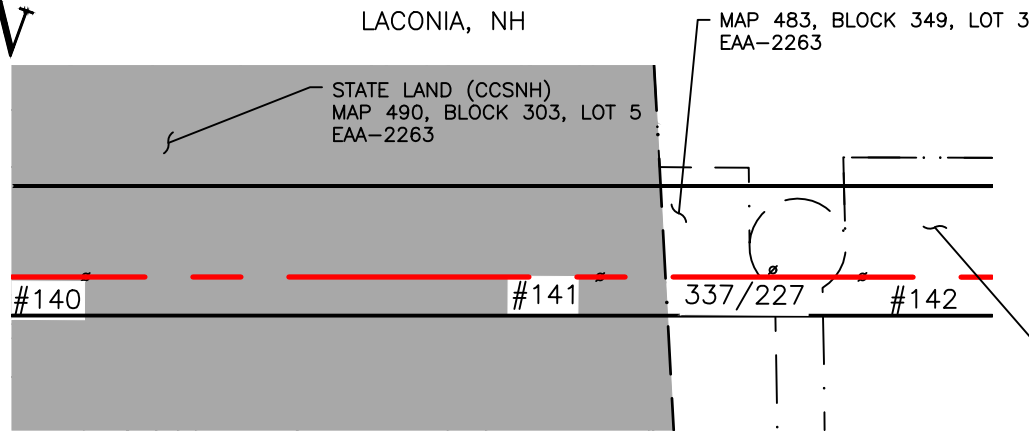 LACONIA, NH
MAP 483, BLOCK 349, LOT 3
EAA-2263
STATE LAND (CCSNH)
MAP 490, BLOCK 303, LOT 5
EAA-2263
#140
#141
337/227
#142